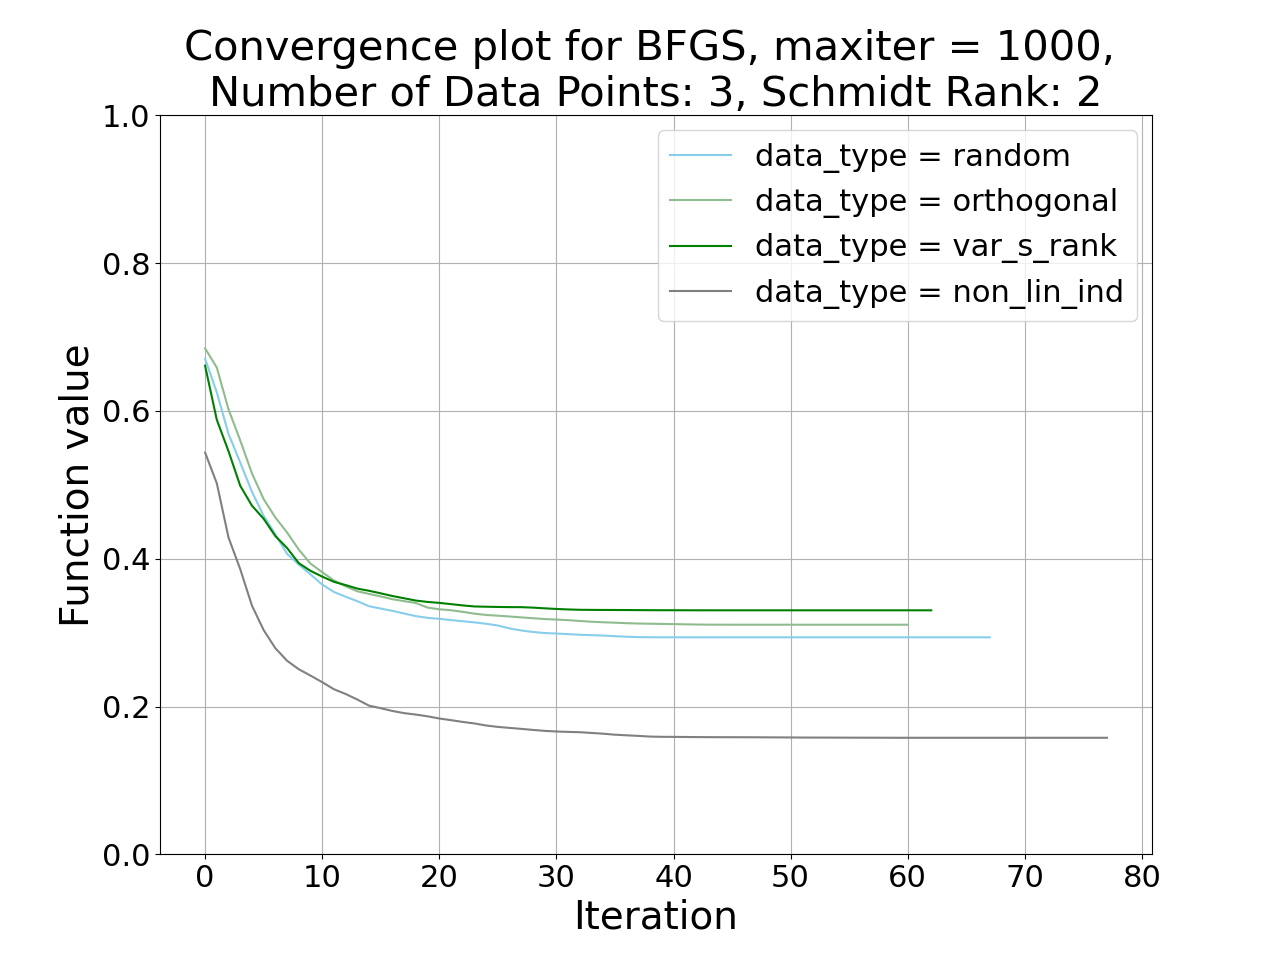 Convergence plot for BFGS, maxiter = 1000,
Number of Data Points: 3, Schmidt Rank: 2
1.0
0.8
0.6
0.4
0.2
0.0
Function value
data_type = random
data_type = orthogonal
data_type = var_s_rank
data_type = non_lin_ind
0 10 20 30 40 50 60 70 80
Iteration